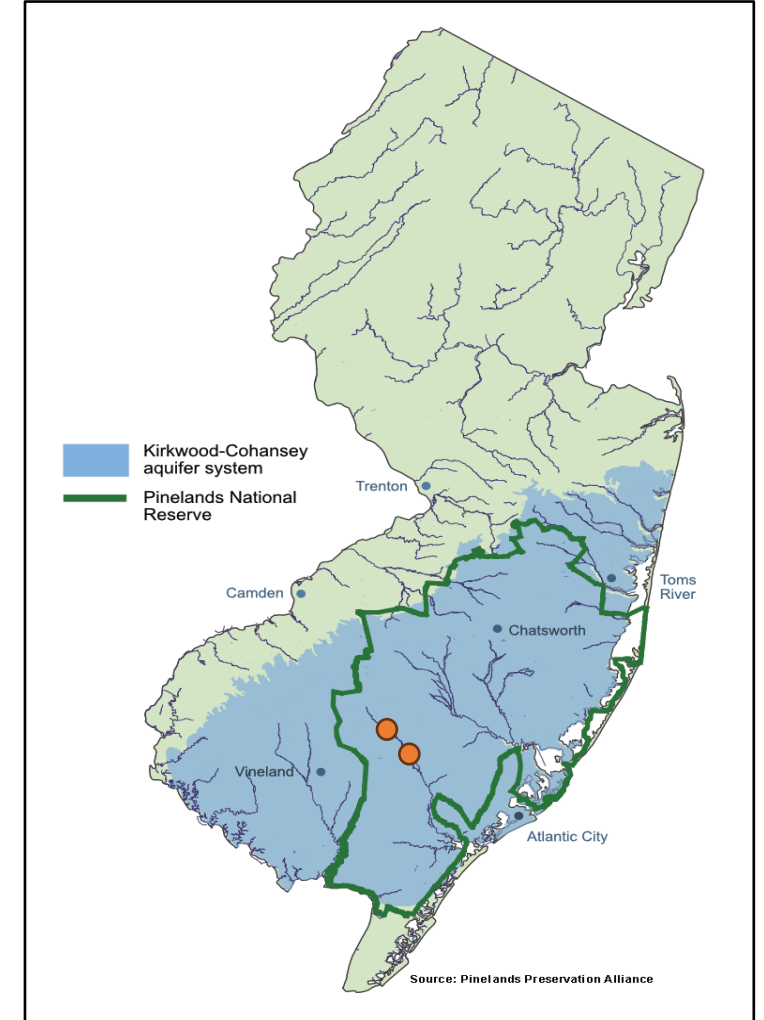 Kirkwood-Cohansey
aquifer system
Pinelands National
Reserve
Trenton
Camden
Toms
River
Chatsworth
Vineland
Atlantic City
Source: Pinelands Preservation Alliance